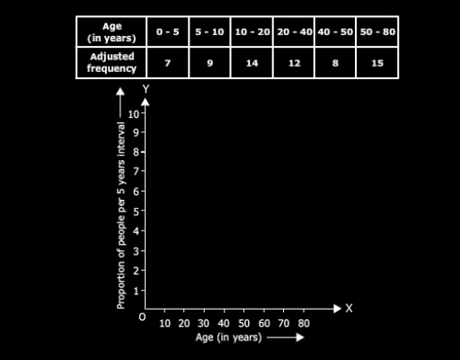 Age (in years) 0 - 5 5 - 10 10 - 20 20 - 40 40 - 50 50 - 80
Adjusted frequency 7 9 14 12 8 15
Y
Proportion of people per 5 years interval
10
9
8
7
6
5
4
3
2
1
O
X
10 20 30 40 50 60 70 80
Age (in years)